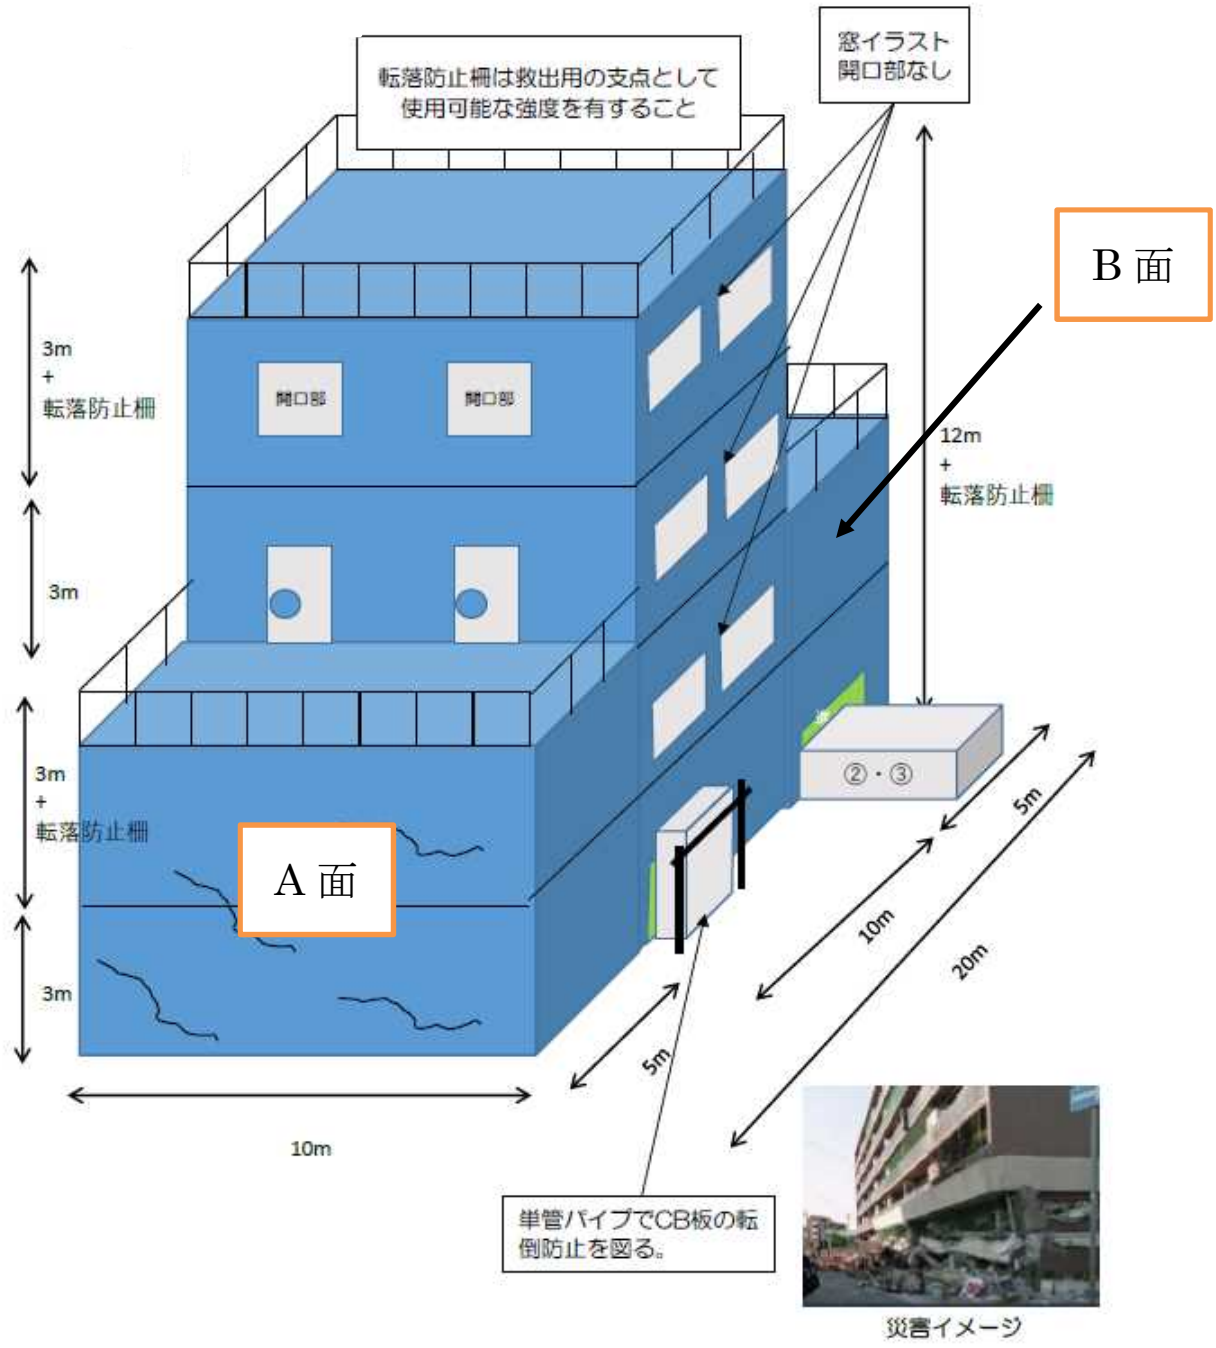 窓イラスト
開口部なし
転落防止柵は救出用の支点として
使用可能な強度を有すること
B 面
3m
+
転落防止柵
開口部
開口部
12m
+
転落防止柵
3m
3m
+
転落防止柵
②・③
5m
A 面
10m
20m
3m
5m
10m
単管パイプでCB板の転
倒防止を図る。
災害イメージ